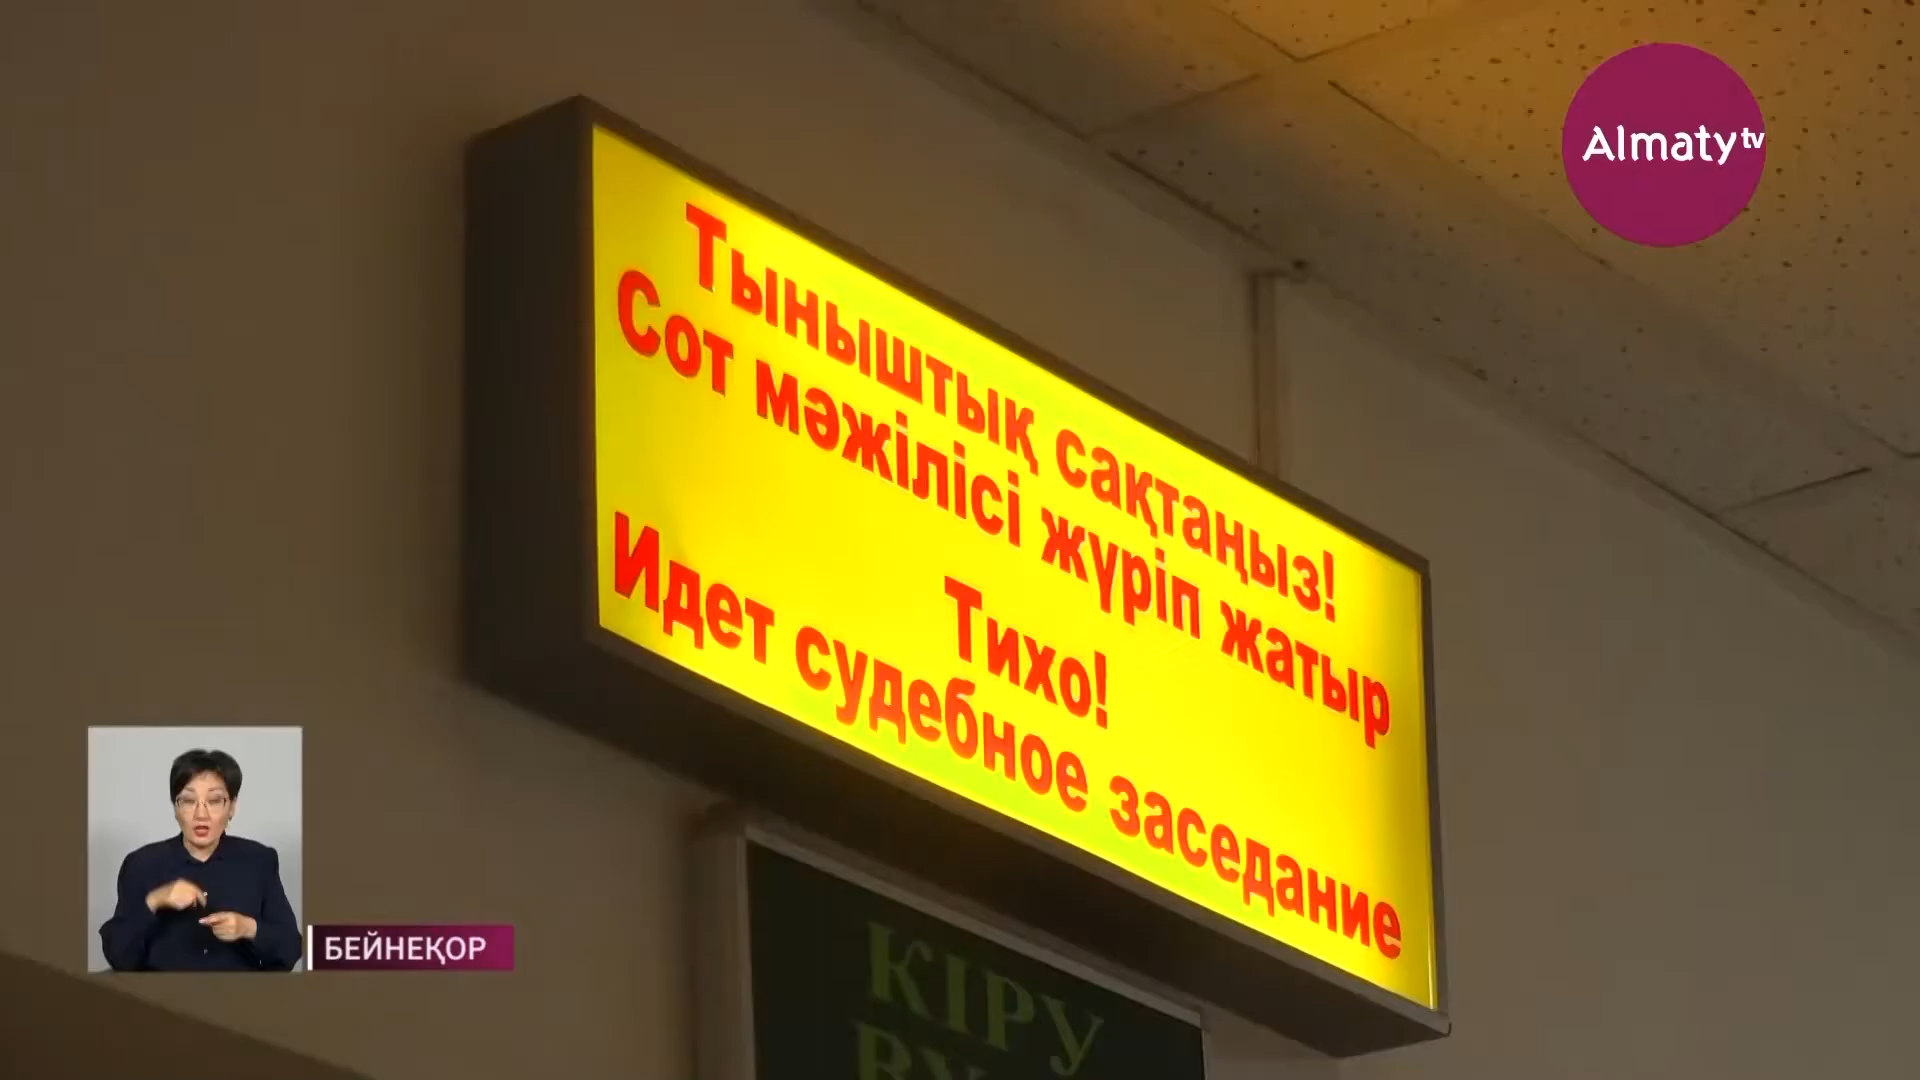 Almaty tv
Тыныштық сақтаңыз!
Сот мәжілісі жүріп жатыр
Тихо!
Идет судебное заседание
БЕЙНЕҚОР
КІРУ